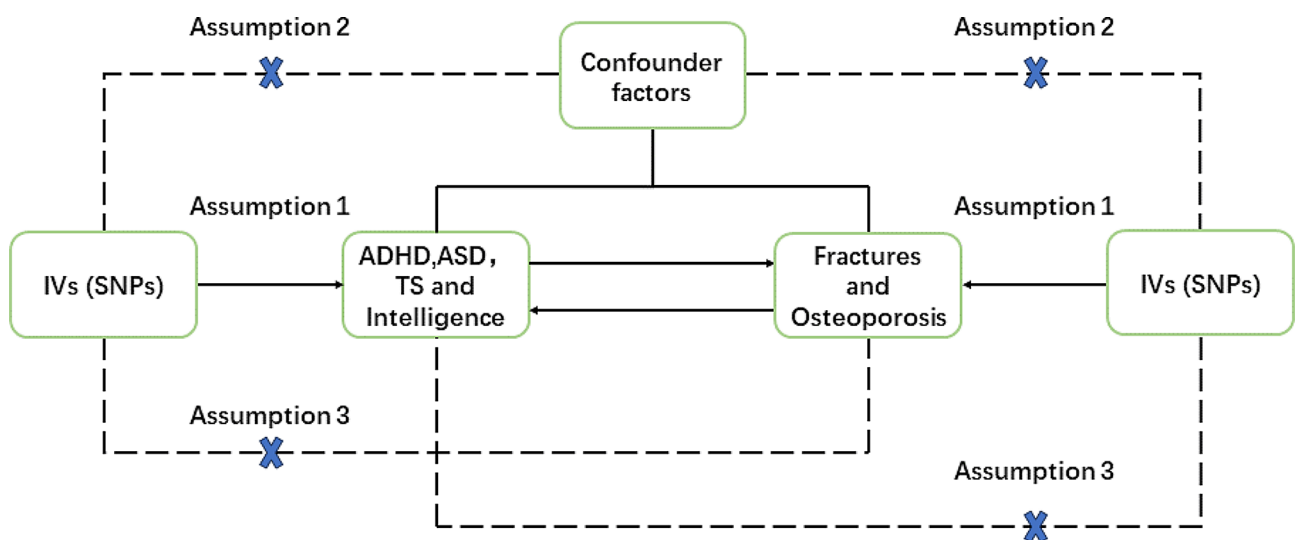 Assumption 2
Assumption 2
Confounder
factors
Assumption 1
Assumption 1
IVs (SNPs)
ADHD,ASD，
TS and
Intelligence
Fractures
and
Osteoporosis
IVs (SNPs)
Assumption 3
Assumption 3